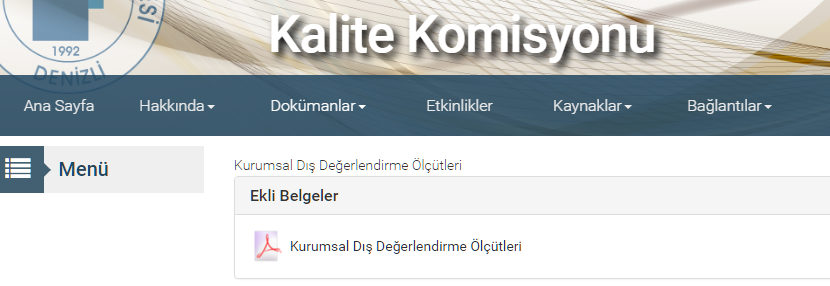 Kalite Komisyonu
ESİ
1992
DENİZLİ
Ana Sayfa Hakkında Dokümanlar Etkinlikler Kaynaklar Bağlantılar
Menü
Kurumsal Dış Değerlendirme Ölçütleri
Ekli Belgeler
Kurumsal Dış Değerlendirme Ölçütleri